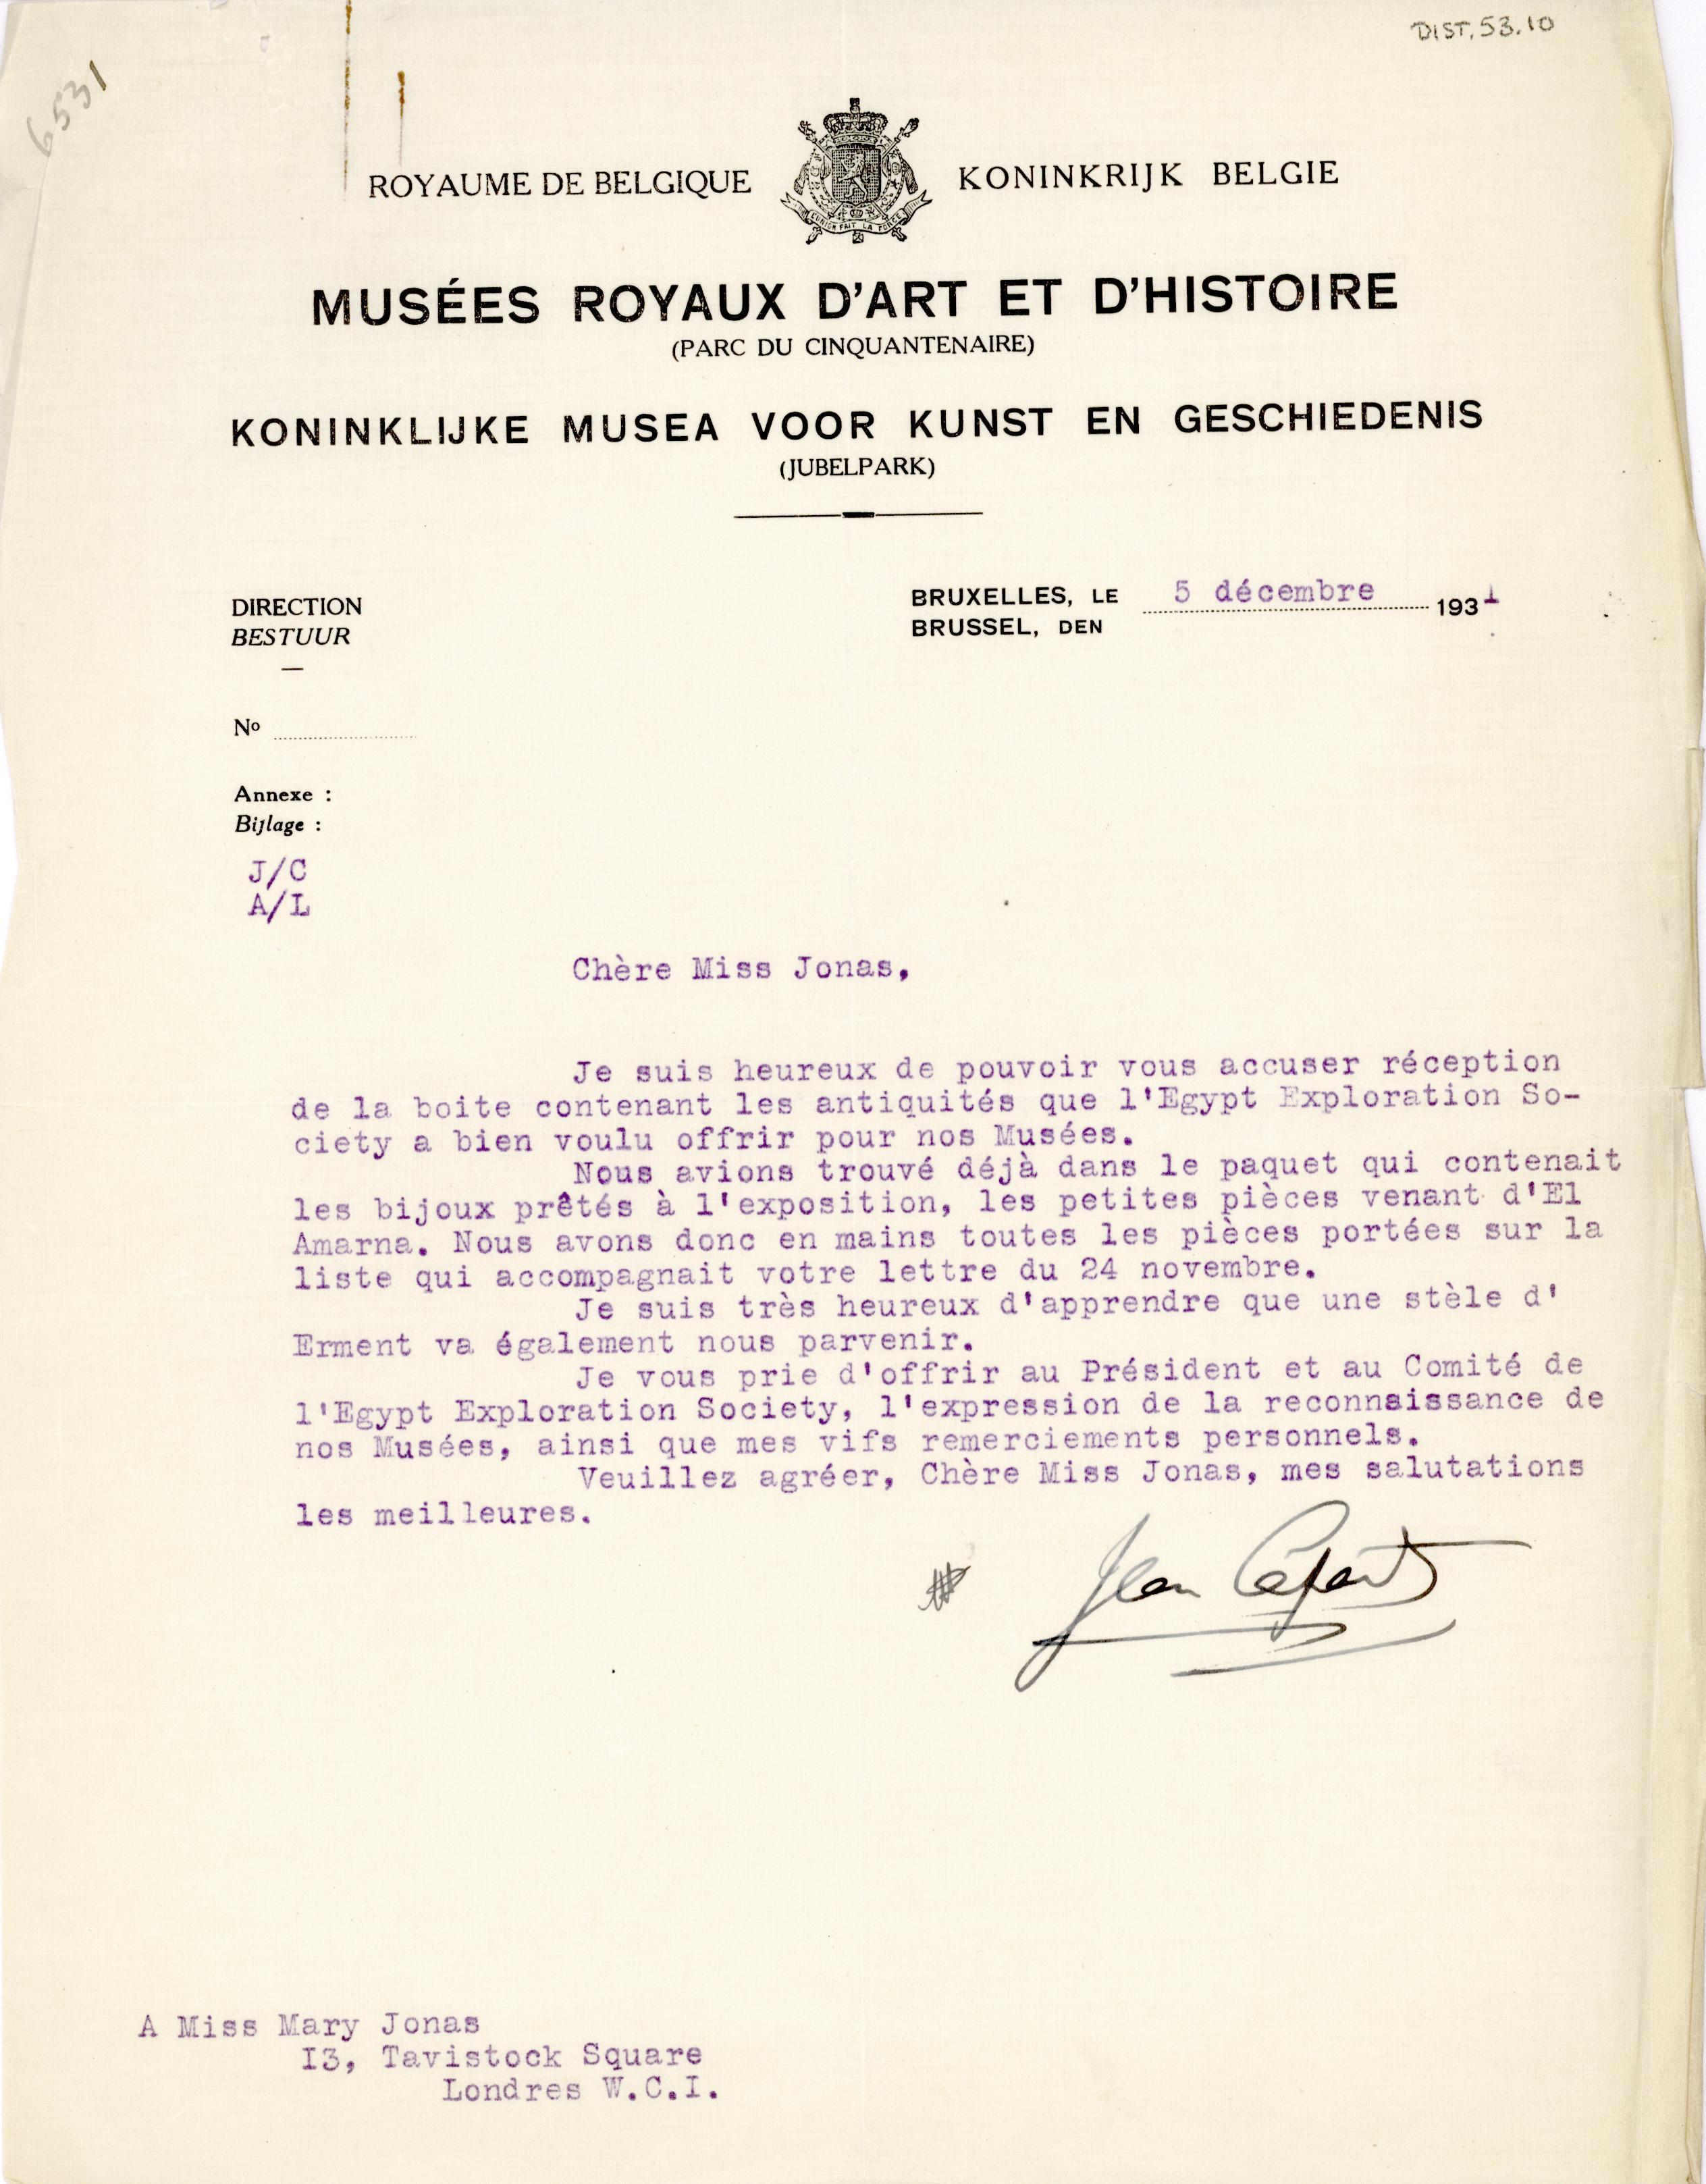 DIST. 53.10
6531
ROYAUME DE BELGIQUE KONINKRIJK BELGIE
L'UNION FAIT LA FORCE
MUSÉES ROYAUX D'ART ET D'HISTOIRE
(PARC DU CINQUANTENAIRE)
KONINKLIJKE MUSEA VOOR KUNST EN GESCHIEDENIS
(JUBELPARK)
DIRECTION
BESTUUR
BRUXELLES, LE 5 décembre 1931
BRUSSEL, DEN
No
Annexe :
Bijlage :
J/C
A/L
Chère Miss Jonas,
Je suis heureux de pouvoir vous accuser réception
de la boite contenant les antiquités que l'Egypt Exploration So-
ciety a bien voulu offrir pour nos Musées.
Nous avions trouvé déjà dans le paquet qui contenait
les bijoux prêtés à l'exposition, les petites pièces venant d'El
Amarna. Nous avons donc en mains toutes les pièces portées sur la
liste qui accompagnait votre lettre du 24 novembre.
Je suis très heureux d'apprendre que une stèle d'
Erment va également nous parvenir.
Je vous prie d'offrir au Président et au Comité de
l'Egypt Exploration Society, l'expression de la reconnaissance de
nos Musées, ainsi que mes vifs remerciements personnels.
Veuillez agréer, Chère Miss Jonas, mes salutations
les meilleures.
Jean Capart
A Miss Mary Jonas
I3, Tavistock Square
Londres W.C.I.